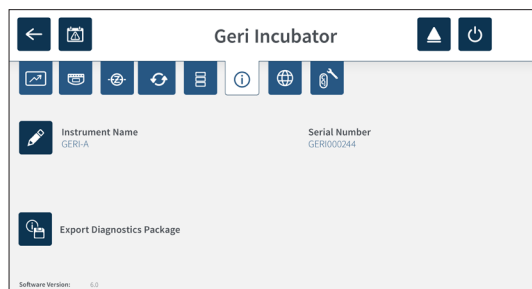 Geri Incubator
Instrument Name
GERI-A
Serial Number
GERI000244
Export Diagnostics Package
Software Version: 6.0